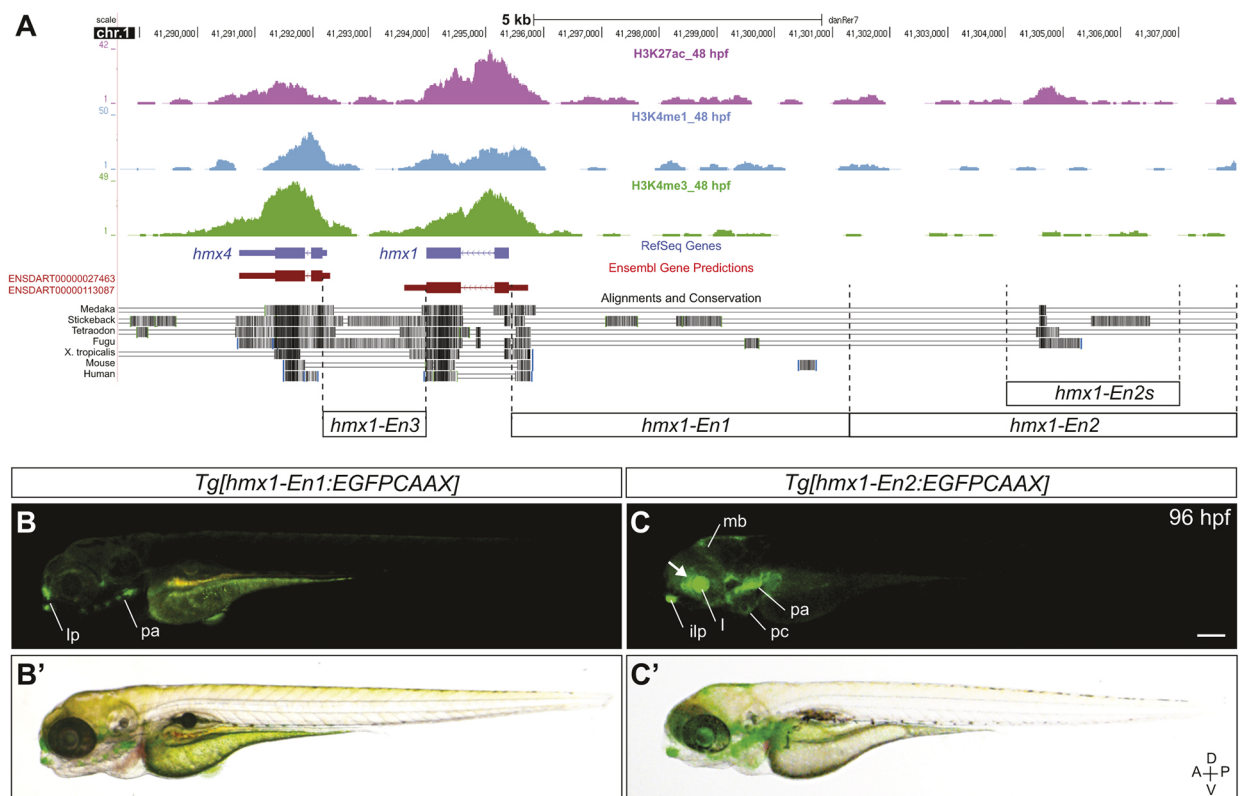 A
scale
5 kb
danRer7
chr.1
41,290,000
41,291,000
41,292,000
41,293,000
41,294,000
41,295,000
41,296,000
41,297,000
41,298,000
41,299,000
41,300,000
41,301,000
41,302,000
41,303,000
41,304,000
41,305,000
41,306,000
41,307,000
42
H3K27ac_48 hpf
1
50
H3K4me1_48 hpf
1
49
H3K4me3_48 hpf
1
hmx4
hmx1
RefSeq Genes
Ensembl Gene Predictions
ENSDART00000027463
ENSDART00000113087
Alignments and Conservation
Medaka
Stickeback
Tetraodon
Fugu
X. tropicalis
Mouse
Human
hmx1-En2s
hmx1-En3
hmx1-En1
hmx1-En2
Tg[hmx1-En1:EGFPCAAX]
Tg[hmx1-En2:EGFPCAAX]
B
lp
pa
C
96 hpf
mb
ilp
l
pc
pa
B’
C’
D
A P
V